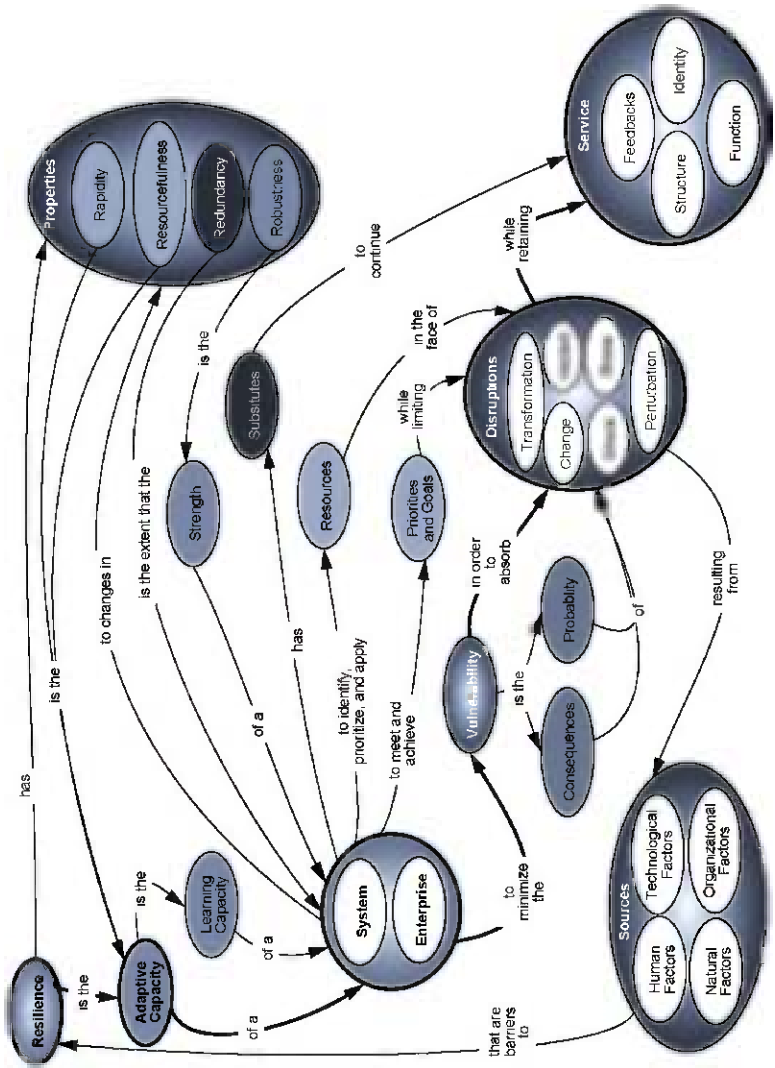 Resilience
has
Properties
Rapidity
Resourcefulness
Redundancy
Robustness
is the
Adaptive
Capacity
is the
Learning
Capacity
of a
of a
is the
to changes in
is the extent that the
is the
Strength
of a
Subsitutes
has
to
continue
System
Enterprise
to identify,
prioritize, and apply
Resources
in the
face of
to meet and
achieve
Priorities
and Goals
while
limiting
to
minimize
the
Vulnerability
in order
to
absorb
is the
Consequences
Probablity
of
Disruptions
Transformation
Change
Perturbation
while
retaining
Service
Feedbacks
Structure
Identity
Function
resulting
from
Sources
Human
Factors
Technological
Factors
Natural
Factors
Organizational
Factors
that are
barriers
to